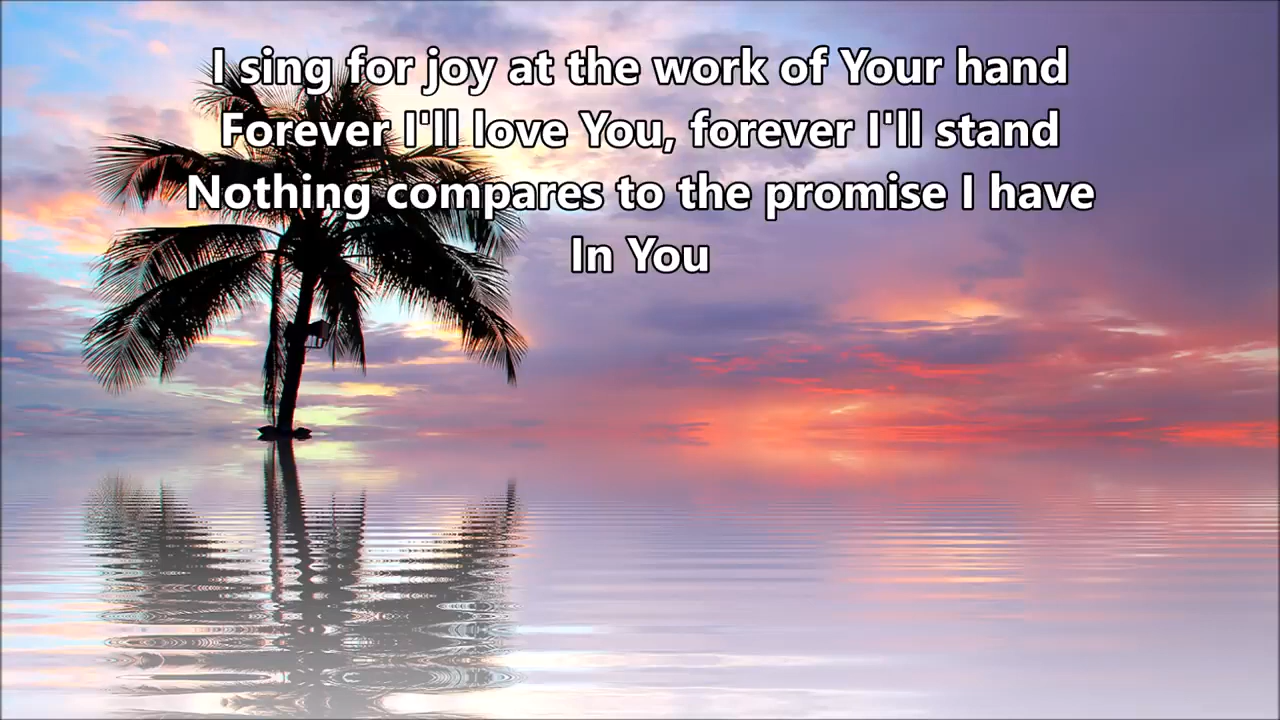 I sing for joy at the work of Your hand
Forever I'll love You, forever I'll stand
Nothing compares to the promise I have
In You